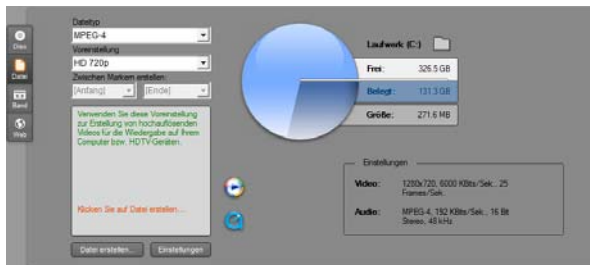 Dateityp
MPEG-4
Voreinstellung
HD 720p
Zwischen Markern erstellen:
[Anfang]
[Ende]
Verwenden Sie diese Voreinstellung
zur Erstellung von hochauflösenden
Videos für die Wiedergabe auf Ihrem
Computer bzw. HDTV-Geräten.
Klicken Sie auf Datei erstellen....
Datei erstellen...
Einstellungen
Disc
Datei
Band
Web
Laufwerk (C:)
Frei: 326.5 GB
Belegt: 131.3 GB
Größe: 271.6 MB
Einstellungen
Video: 1280x720, 6000 KBits/Sek., 25
Frames/Sek.
Audio: MPEG-4, 192 KBits/Sek., 16 Bit
Stereo, 48 kHz